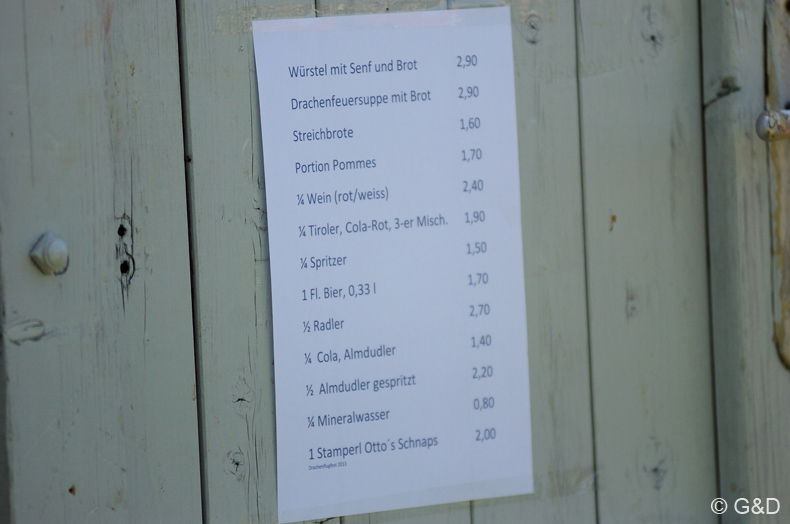 Würstel mit Senf und Brot 2,90
Drachenfeuersuppe mit Brot 2,90
Streichbrote 1,60
Portion Pommes 1,70
¼ Wein (rot/weiss) 2,40
¼ Tiroler, Cola-Rot, 3-er Misch. 1,90
¼ Spritzer 1,50
1 Fl. Bier, 0,33 l 1,70
½ Radler 2,70
¼ Cola, Almdudler 1,40
½ Almdudler gespritzt 2,20
¼ Mineralwasser 0,80
1 Stamperl Otto´s Schnaps 2,00
© G&D